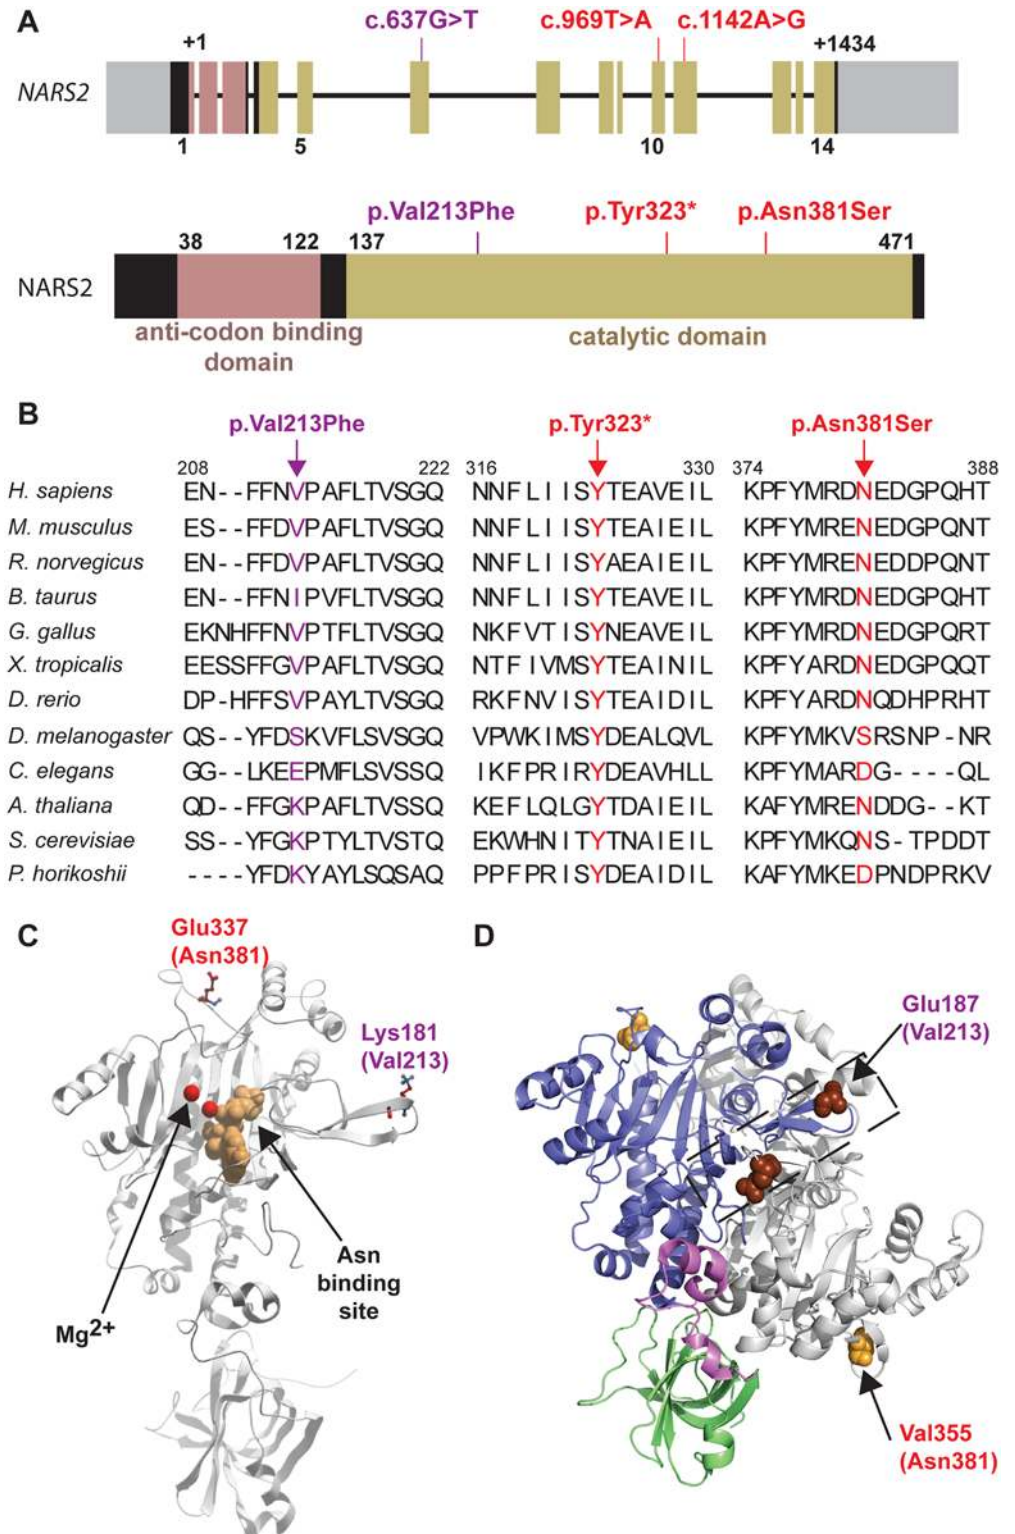 A
c.637G>T c.969T>A c.1142A>G
+1 +1434
NARS2
1 5 10 14
p.Val213Phe p.Tyr323* p.Asn381Ser
38 122 137 471
NARS2
anti-codon binding
domain
catalytic domain
B
p.Val213Phe p.Tyr323* p.Asn381Ser
208 222 316 330 374 388
H. sapiens EN--FFNVPAFLTVSGQ NNFLIISYTEAVEIL KPFYMRDNEDGPQHT
M. musculus ES--FFDVPAFLTVSGQ NNFLIISYTEAIEIL KPFYMRENEDGPQNT
R. norvegicus EN--FFDVPAFLTVSGQ NNFLIISYAEAIEIL KPFYMRENEDDPQNT
B. taurus EN--FFNIPVFLTVSGQ NNFLIISYTEAVEIL KPFYMRDNEDGPQHT
G. gallus EKNHFFNVPTFLTVSGQ NKFVTISYNEAVEIL KPFYMRDNEDGPQRT
X. tropicalis EESSFFGVPAFLTVSGQ NTFIVMSYTEAINIL KPFYARDNEDGPQQT
D. rerio DP-HFFSVPAYLTVSGQ RKFNVISYTEAIDIL KPFYARDNQDHPRHT
D. melanogaster QS--YFDSKVFLSVSGQ VPWKIMSYDEALQVL KPFYMKVSRSNP-NR
C. elegans GG--LKEEPMFLSVSSQ IKFPRIRYDEAVHLL KPFYMARDG----QL
A. thaliana QD--FFGKPAFLTVSSQ KEFLQLGYTDAIEIL KAFYMRENDDG--KT
S. cerevisiae SS--YFGKPTYLTVSTQ EKWHNITYTNAIEIL KPFYMKQNS-TPDDT
P. horikoshii ----YFDKYAYLSQSAQ PPFPRISYDEAIDIL KAFYMKEDPNDPRKV
C
Glu337
(Asn381)
Lys181
(Val213)
Asn
binding
site
Mg2+
D
Glu187
(Val213)
Val355
(Asn381)